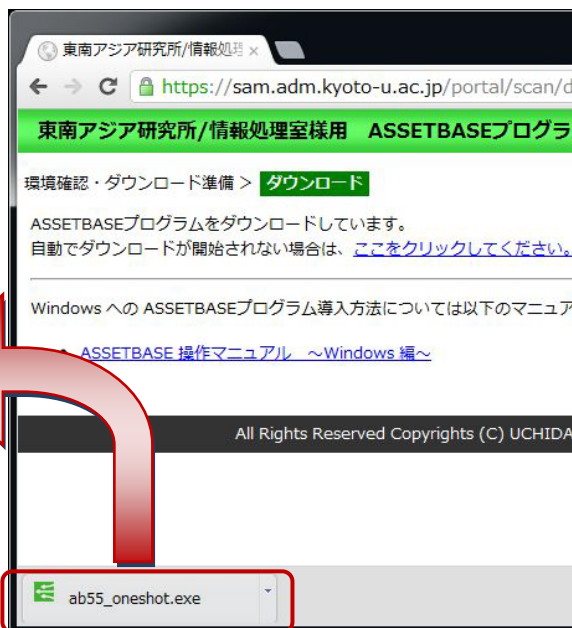 東南アジア研究所/情報処理
https://sam.adm.kyoto-u.ac.jp/portal/scan/d
東南アジア研究所/情報処理室様用 ASSETBASEプログラ
環境確認・ダウンロード準備 > ダウンロード
ASSETBASEプログラムをダウンロードしています。
自動でダウンロードが開始されない場合は、ここをクリックしてください。
Windows への ASSETBASEプログラム導入方法については以下のマニュア
ASSETBASE 操作マニュアル ～Windows 編～
All Rights Reserved Copyrights (C) UCHIDA
ab55_oneshot.exe